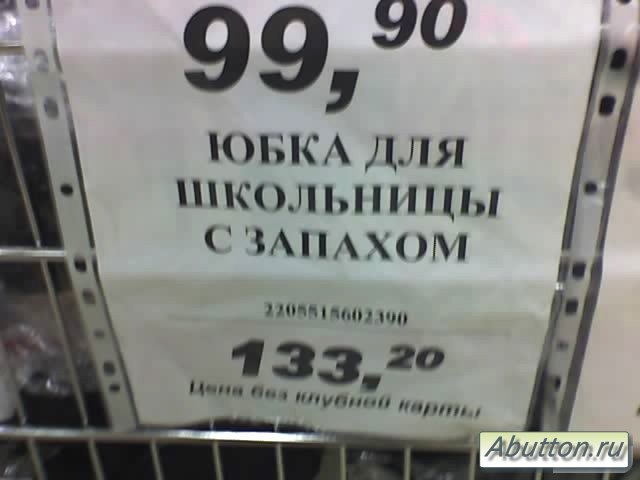 99,90
ЮБКА ДЛЯ
ШКОЛЬНИЦЫ
С ЗАПАХОМ
2205515602390
133,20
Цена без клубной карты
Abutton.ru